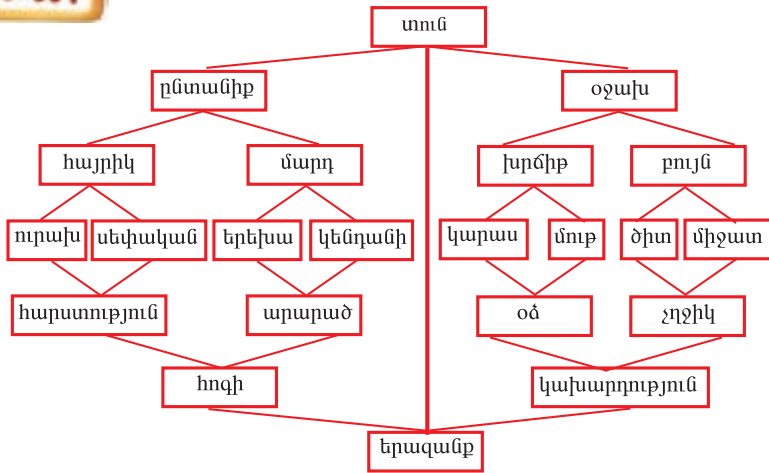 տուն
ընտանիք օջախ
հայրիկ մարդ խրճիթ բույն
ուրախ սեփական երեխա կենդանի կարաս մութ ծիտ միջատ
հարստություն արարած օձ չղջիկ
հոգի կախարդություն
երազանք